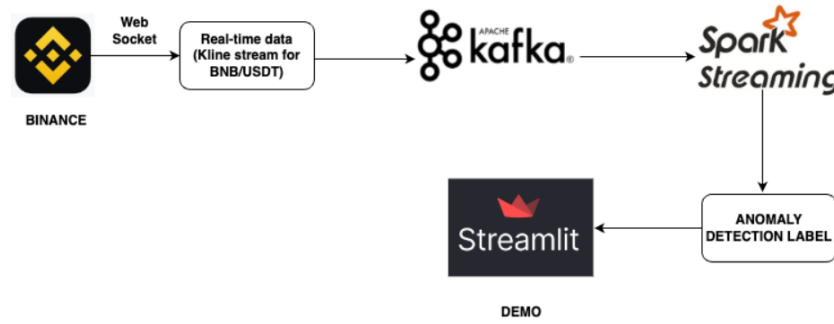 Web
Socket
Real-time data
(Kline stream for
BNB/USDT)
APACHE
kafka®
Spark
Streaming
BINANCE
ANOMALY
DETECTION LABEL
Streamlit
DEMO